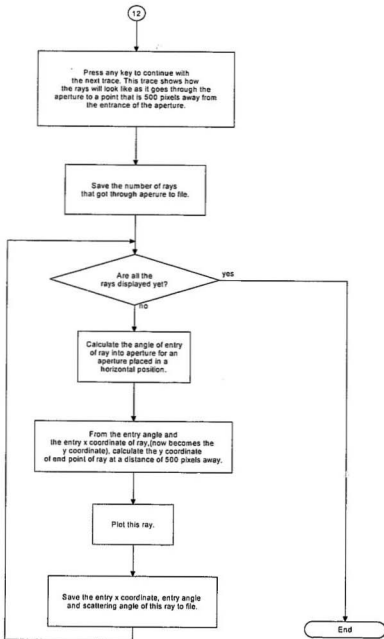 12
Press any key to continue with
the next trace. This trace shows how
the rays will look like as it goes through the
aperture to a point that is 500 pixels away from
the entrance of the aperture.
Save the number of rays
that got through aperure to file.
Are all the
rays displayed yet?
yes
no
Calculate the angle of entry
of ray into aperture for an
aperture placed in a
horizontal position.
From the entry angle and
the entry x coordinate of ray,(now becomes the
y coordinate), calculate the y coordinate
of end point of ray at a distance of 500 pixels away.
Plot this ray.
Save the entry x coordinate, entry angle
and scattering angle of this ray to file.
End